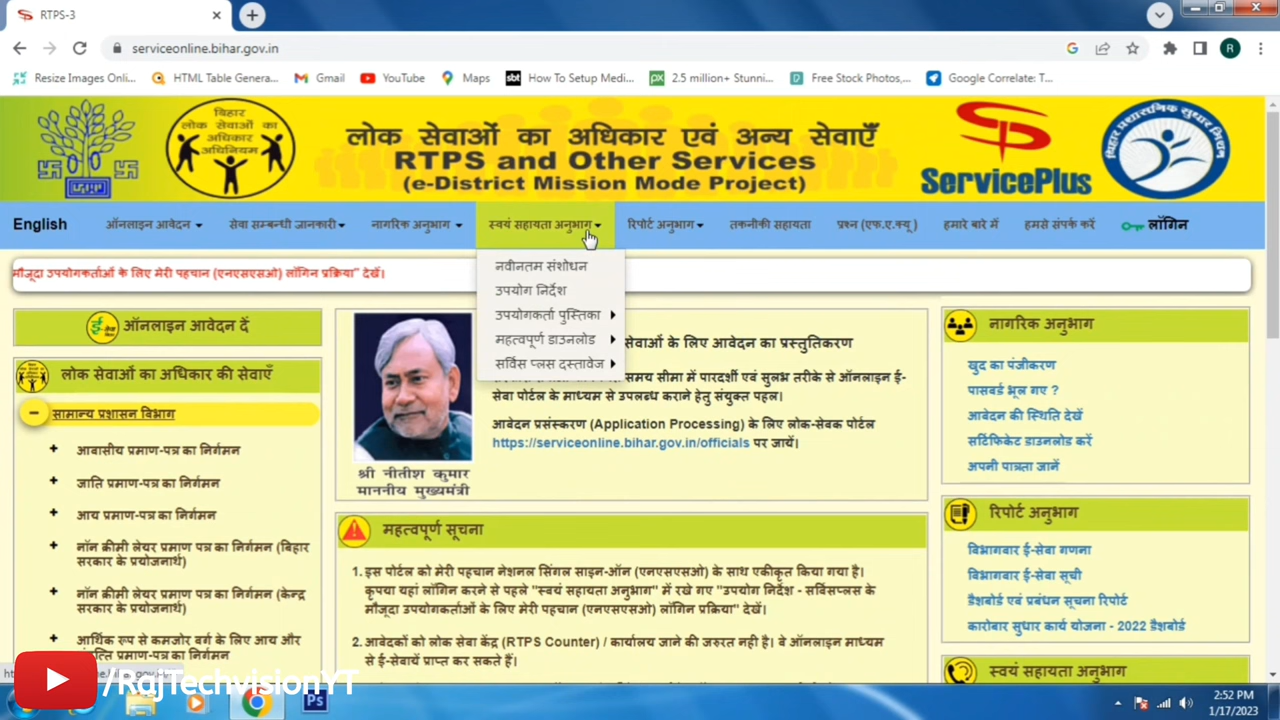 RTPS-3
serviceonline.bihar.gov.in
Resize Images Onli...
HTML Table Genera...
Gmail
YouTube
Maps
sbt
How To Setup Medi...
px
2.5 million+ Stunni...
Free Stock Photos,...
Google Correlate: T...
बिहार
लोक सेवाओं का
अधिकार
अधिनियम
लोक सेवाओं का अधिकार एवं अन्य सेवाएँ
RTPS and Other Services
(e-District Mission Mode Project)
ServicePlus
English
ऑनलाइन आवेदन
सेवा सम्बन्धी जानकारी
नागरिक अनुभाग
स्वयं सहायता अनुभाग
रिपोर्ट अनुभाग
तकनीकी सहायता
प्रश्न (एफ.ए.क्यू)
हमारे बारे में
हमसे संपर्क करें
लॉगिन
मौजूदा उपयोगकर्ताओं के लिए मेरी पहचान (एनएसएसओ) लॉगिन प्रक्रिया" देखें।
नवीनतम संशोधन
उपयोग निर्देश
उपयोगकर्ता पुस्तिका
महत्वपूर्ण डाउनलोड
सर्विस प्लस दस्तावेज
ऑनलाइन आवेदन दें
लोक सेवाओं का अधिकार की सेवाएँ
सामान्य प्रशासन विभाग
आवासीय प्रमाण-पत्र का निर्गमन
जाति प्रमाण-पत्र का निर्गमन
आय प्रमाण-पत्र का निर्गमन
नॉन क्रीमी लेयर प्रमाण पत्र का निर्गमन (बिहार
सरकार के प्रयोजनार्थ)
नॉन क्रीमी लेयर प्रमाण पत्र का निर्गमन (केन्द्र
सरकार के प्रयोजनार्थ)
आर्थिक रूप से कमजोर वर्ग के लिए आय और
प्रमाण-पत्र का निर्गमन
श्री नीतीश कुमार
माननीय मुख्यमंत्री
सेवाओं के लिए आवेदन का प्रस्तुतिकरण
समय सीमा में पारदर्शी एवं सुलभ तरीके से ऑनलाइन ई-
सेवा पोर्टल के माध्यम से उपलब्ध कराने हेतु संयुक्त पहल।
आवेदन प्रसंस्करण (Application Processing) के लिए लोक-सेवक पोर्टल
https://serviceonline.bihar.gov.in/officials पर जायें।
महत्वपूर्ण सूचना
1. इस पोर्टल को मेरी पहचान नेशनल सिंगल साइन-ऑन (एनएसएसओ) के साथ एकीकृत किया गया है।
कृपया यहां लॉगिन करने से पहले "स्वयं सहायता अनुभाग" में रखे गए "उपयोग निर्देश - सर्विसप्लस के
मौजूदा उपयोगकर्ताओं के लिए मेरी पहचान (एनएसएसओ) लॉगिन प्रक्रिया" देखें।
2. आवेदकों को लोक सेवा केंद्र (RTPS Counter) / कार्यालय जाने की जरुरत नही है। वे ऑनलाइन माध्यम
से ई-सेवायें प्राप्त कर सकते हैं।
नागरिक अनुभाग
खुद का पंजीकरण
पासवर्ड भूल गए ?
आवेदन की स्थिति देखें
सर्टिफिकेट डाउनलोड करें
अपनी पात्रता जानें
रिपोर्ट अनुभाग
विभागवार ई-सेवा गणना
विभागवार ई-सेवा सूची
डैशबोर्ड एवं प्रबंधन सूचना रिपोर्ट
कारोबार सुधार कार्य योजना - 2022 डैशबोर्ड
स्वयं सहायता अनुभाग
/RajTechvisionYT
Ps
2:52 PM
1/17/2023